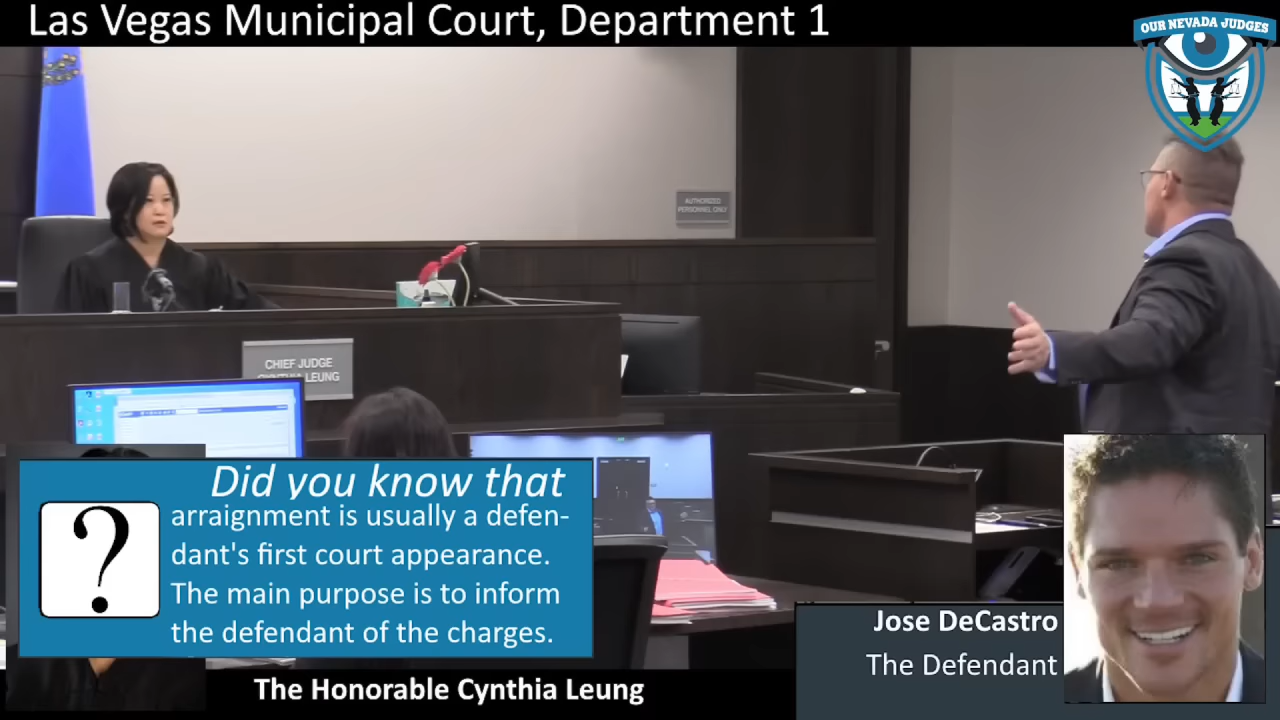 Las Vegas Municipal Court, Department 1
OUR NEVADA JUDGES
AUTHORIZED
PERSONNEL ONLY
CHIEF JUDGE
CYNTHIA LEUNG
Did you know that
?
arraignment is usually a defen-
dant's first court appearance.
The main purpose is to inform
the defendant of the charges.
Jose DeCastro
The Defendant
The Honorable Cynthia Leung